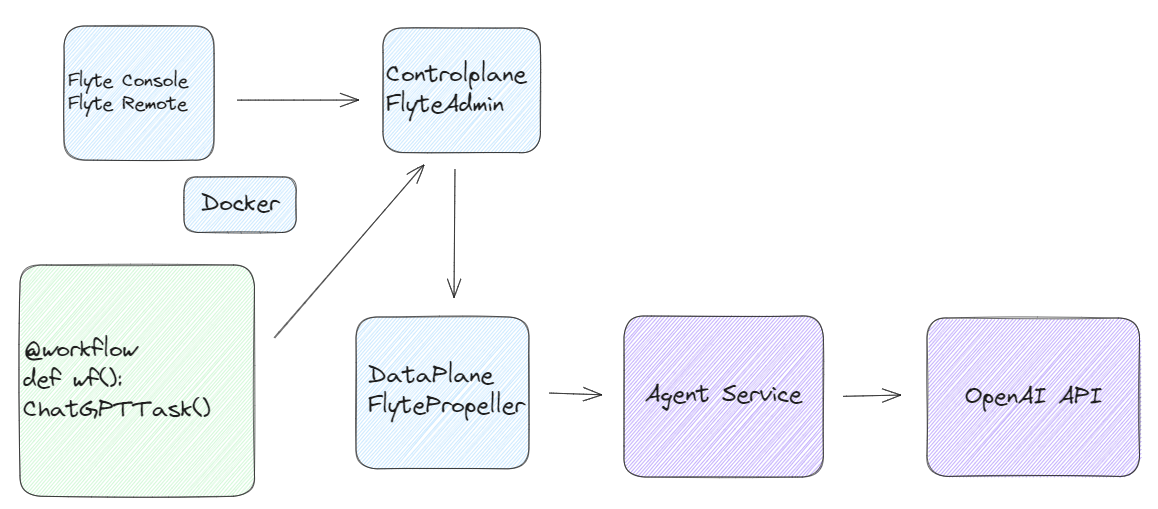 Flyte Console
Flyte Remote
Controlplane
FlyteAdmin
Docker
@workflow
def wf():
ChatGPTTask()
DataPlane
FlytePropeller
Agent Service
OpenAI API